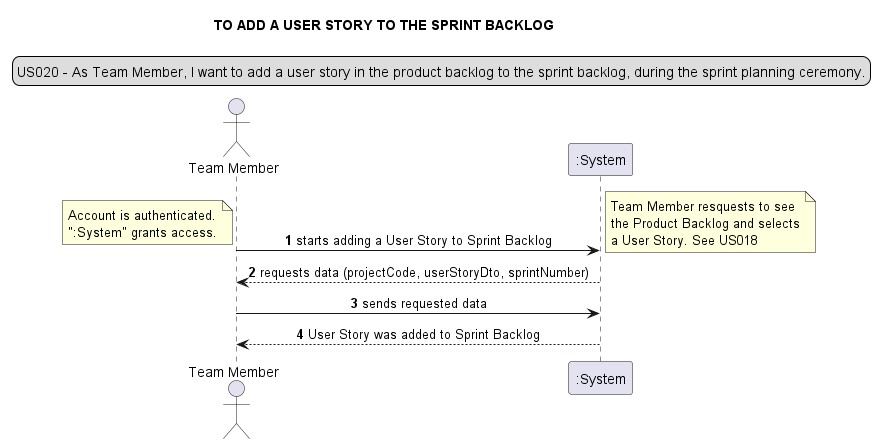 TO ADD A USER STORY TO THE SPRINT BACKLOG
US020 - As Team Member, I want to add a user story in the product backlog to the sprint backlog, during the sprint planning ceremony.
Team Member
:System
Account is authenticated.
":System" grants access.
Team Member resquests to see
the Product Backlog and selects
a User Story. See US018
1 starts adding a User Story to Sprint Backlog
2 requests data (projectCode, userStoryDto, sprintNumber)
3 sends requested data
4 User Story was added to Sprint Backlog
Team Member
:System